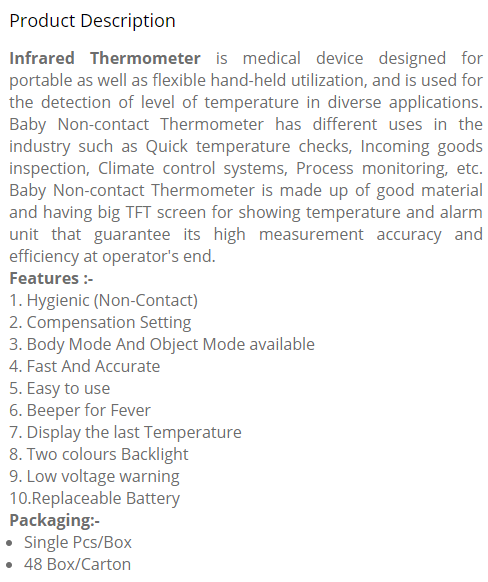 Product Description
Infrared Thermometer is medical device designed for
portable as well as flexible hand-held utilization, and is used for
the detection of level of temperature in diverse applications.
Baby Non-contact Thermometer has different uses in the
industry such as Quick temperature checks, Incoming goods
inspection, Climate control systems, Process monitoring, etc.
Baby Non-contact Thermometer is made up of good material
and having big TFT screen for showing temperature and alarm
unit that guarantee its high measurement accuracy and
efficiency at operator's end.
Features :-
1. Hygienic (Non-Contact)
2. Compensation Setting
3. Body Mode And Object Mode available
4. Fast And Accurate
5. Easy to use
6. Beeper for Fever
7. Display the last Temperature
8. Two colours Backlight
9. Low voltage warning
10.Replaceable Battery
Packaging:-
• Single Pcs/Box
• 48 Box/Carton